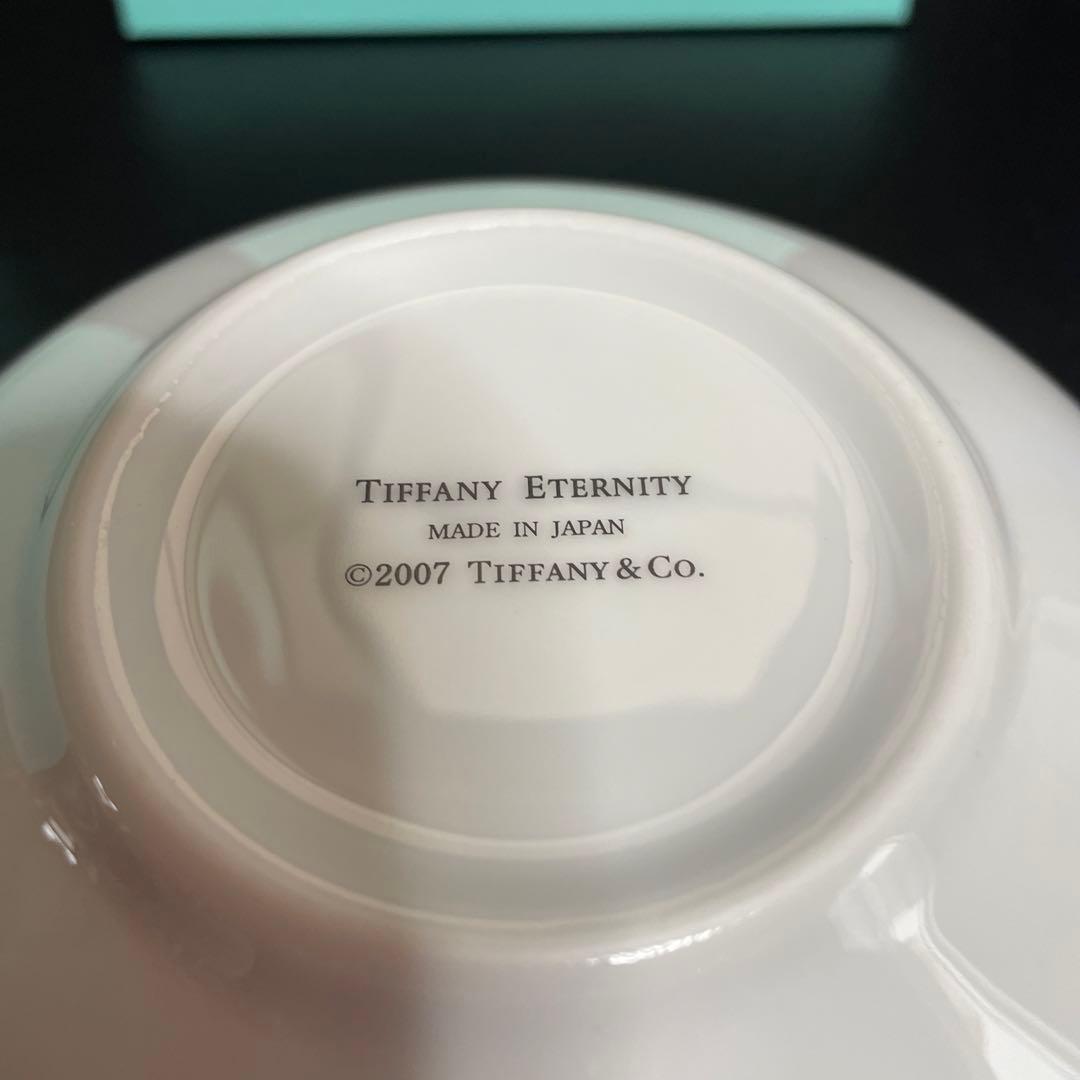 TIFFANY ETERNITY
MADE IN JAPAN
©2007 TIFFANY & CO.